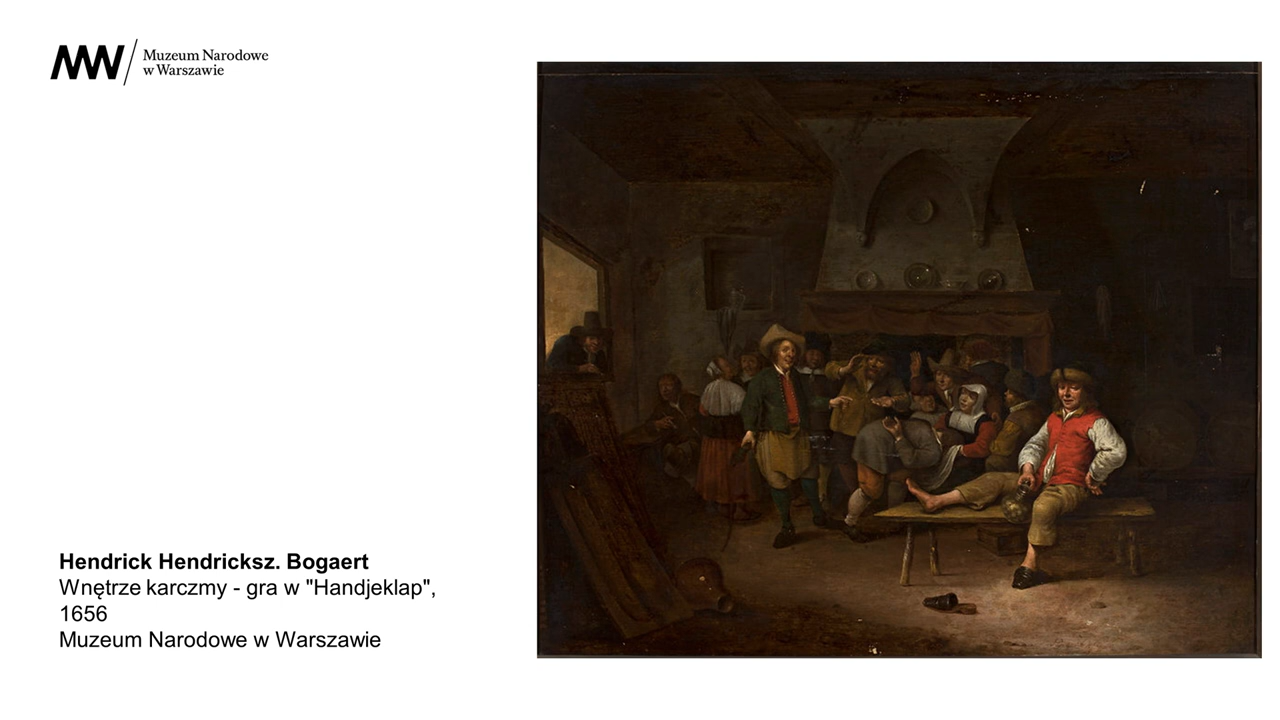 MW
Muzeum Narodowe
w Warszawie
Hendrick Hendricksz. Bogaert
Wnętrze karczmy - gra w "Handjeklap",
1656
Muzeum Narodowe w Warszawie